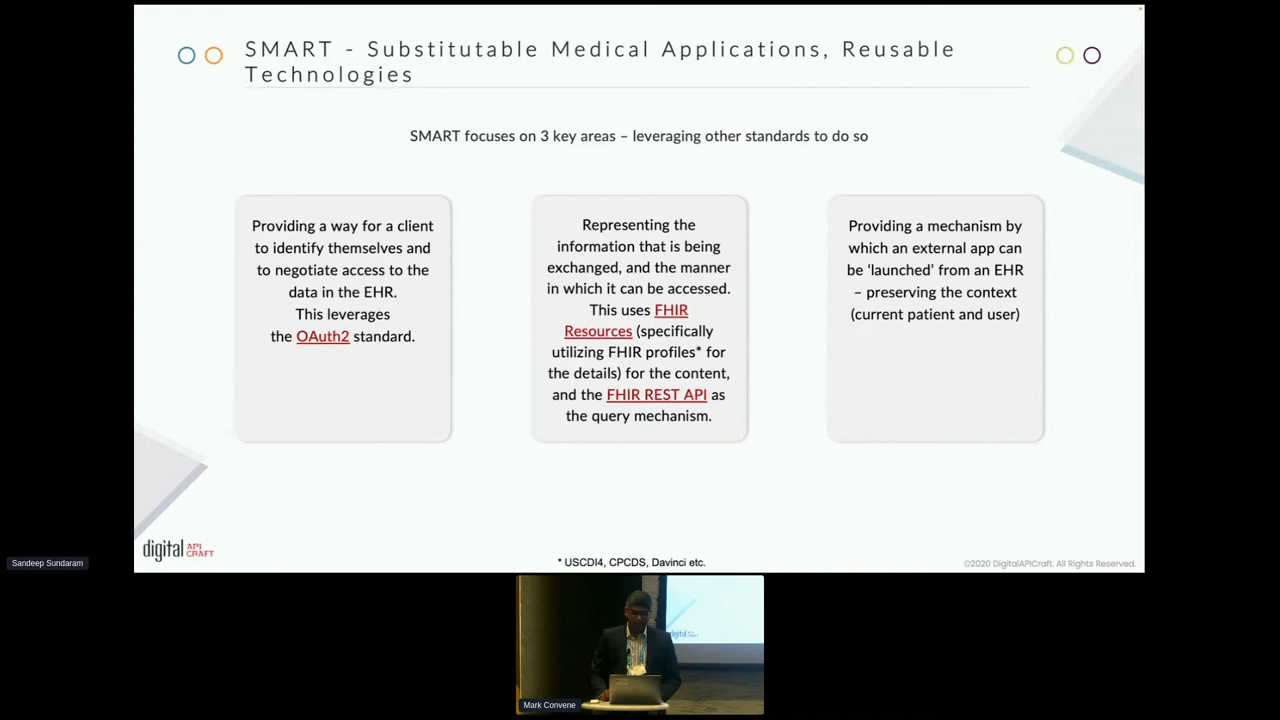 SMART - Substitutable Medical Applications, Reusable
Technologies
SMART focuses on 3 key areas – leveraging other standards to do so
Providing a way for a client
to identify themselves and
to negotiate access to the
data in the EHR.
This leverages
the OAuth2 standard.
Representing the
information that is being
exchanged, and the manner
in which it can be accessed.
This uses FHIR
Resources (specifically
utilizing FHIR profiles* for
the details) for the content,
and the FHIR REST API as
the query mechanism.
Providing a mechanism by
which an external app can
be ‘launched’ from an EHR
– preserving the context
(current patient and user)
digital API
CRAFT
* USCDI4, CPCDS, Davinci etc.
©2020 DigitalAPICraft. All Rights Reserved.
Sandeep Sundaram
digital
Mark Convene